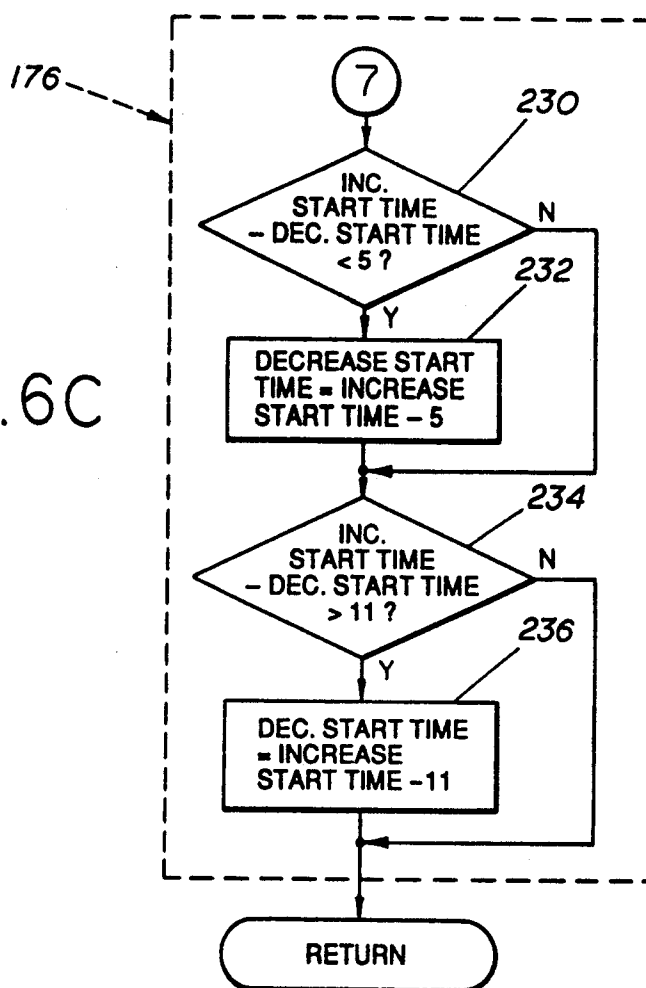 176
7
230
INC.
START TIME
– DEC. START TIME
< 5 ?
N
Y
232
DECREASE START
TIME = INCREASE
START TIME – 5
.6C
234
INC.
START TIME
– DEC. START TIME
> 11 ?
N
Y
236
DEC. START TIME
= INCREASE
START TIME –11
RETURN